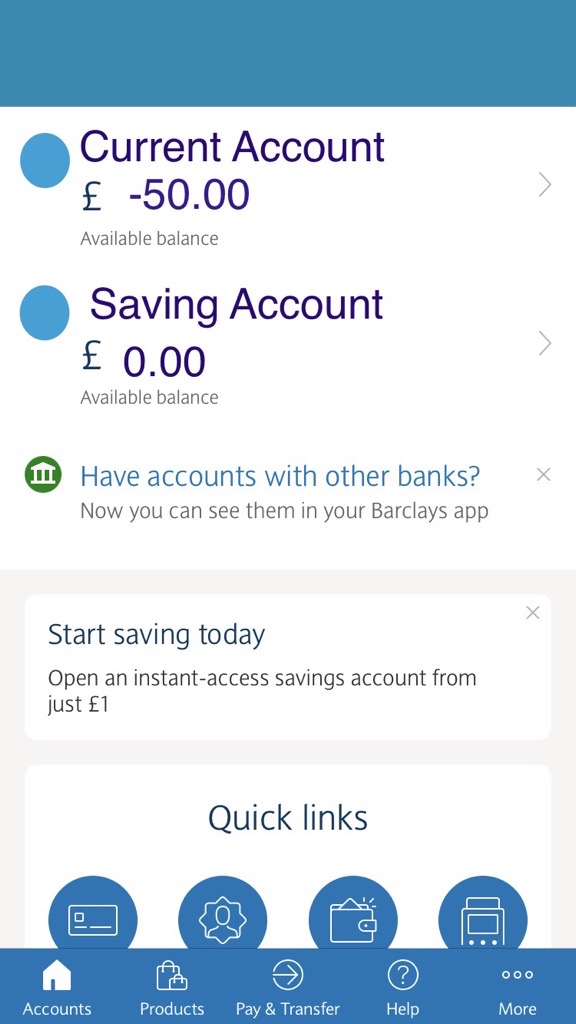 Current Account
£ -50.00
Available balance
Saving Account
£ 0.00
Available balance
Have accounts with other banks?
Now you can see them in your Barclays app
Start saving today
Open an instant-access savings account from
just £1
Quick links
Accounts
Products
Pay & Transfer
Help
More